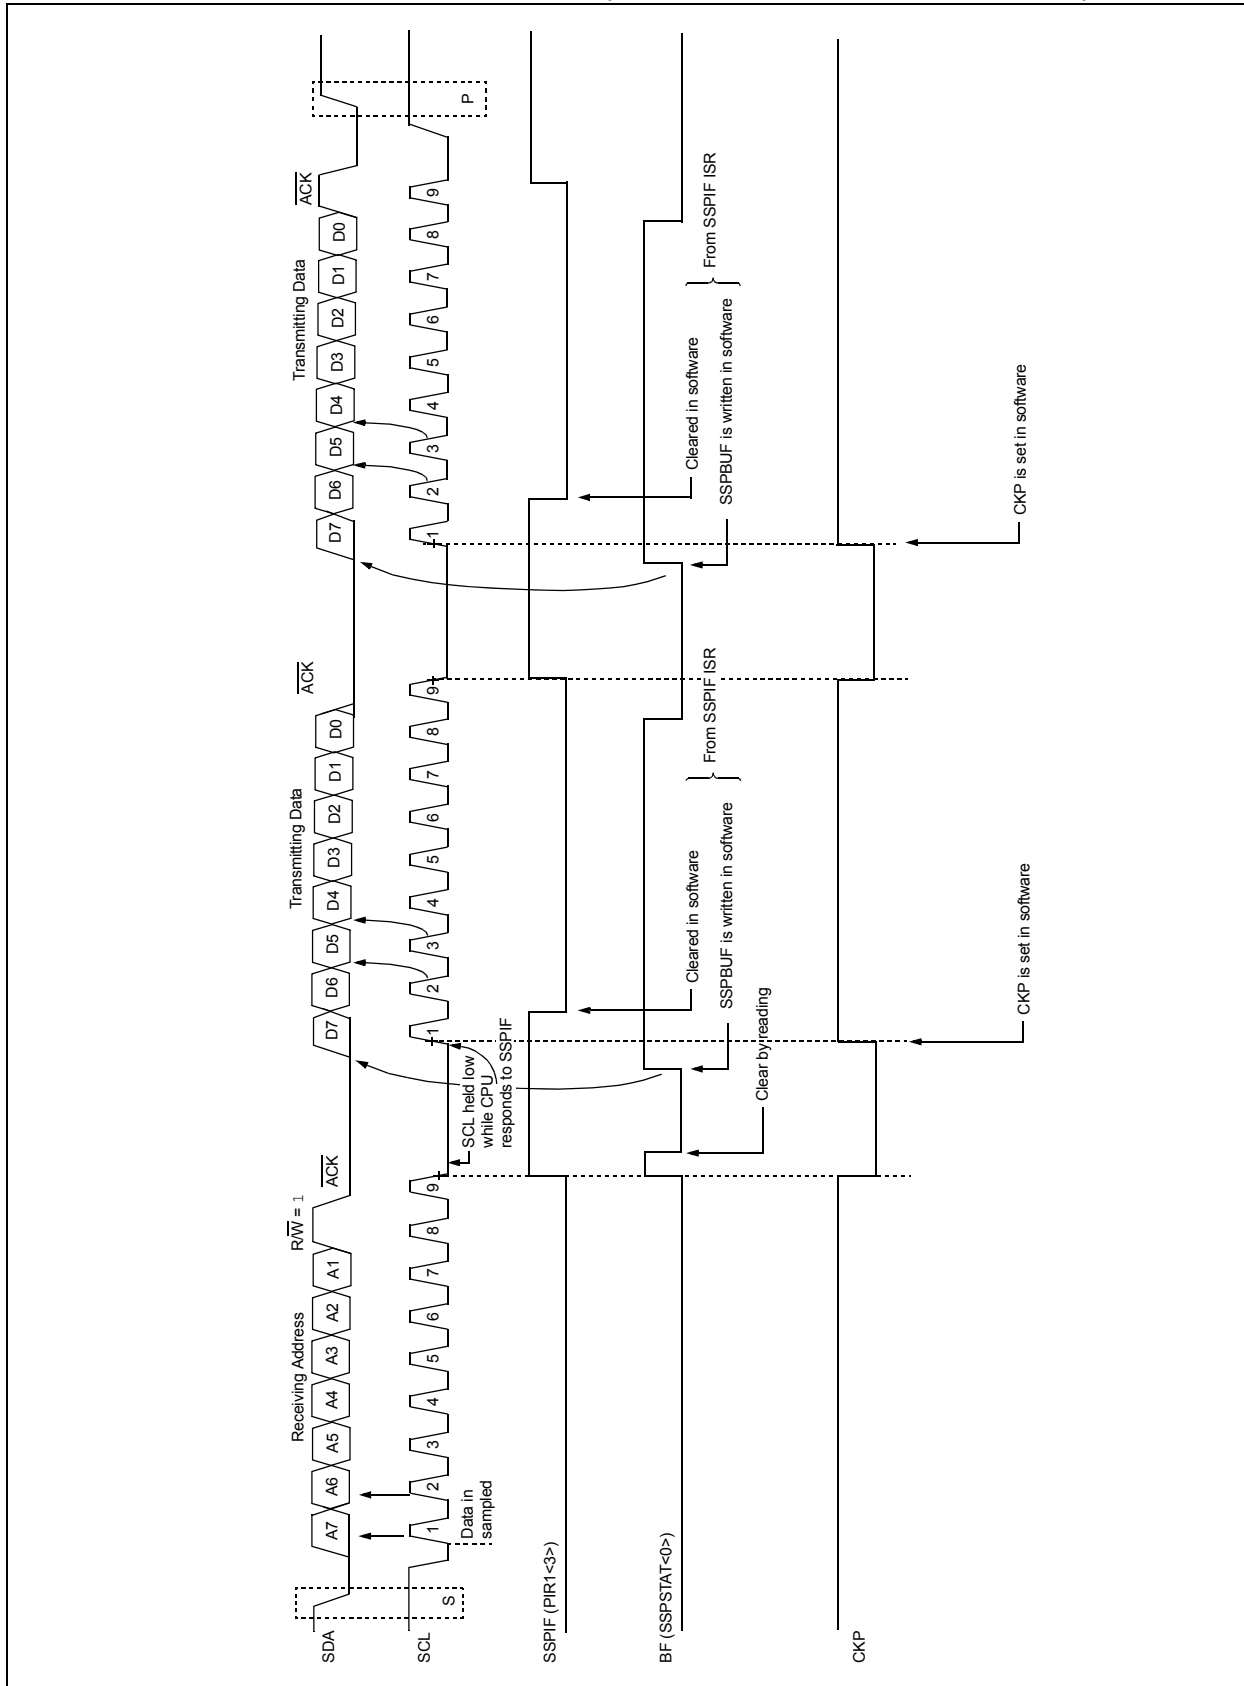 Receiving Address
R/W = 1
ACK
Transmitting Data
ACK
Transmitting Data
ACK
SDA
A7 A6 A5 A4 A3 A2 A1
D7 D6 D5 D4 D3 D2 D1 D0
D7 D6 D5 D4 D3 D2 D1 D0
SCL
S
1 2 3 4 5 6 7 8 9
1 2 3 4 5 6 7 8 9
1 2 3 4 5 6 7 8 9
P
Data in
sampled
SCL held low
while CPU
responds to SSPIF
SSPIF (PIR1<3>)
BF (SSPSTAT<0>)
Cleared in software
From SSPIF ISR
SSPBUF is written in software
Clear by reading
Cleared in software
From SSPIF ISR
SSPBUF is written in software
CKP
CKP is set in software
CKP is set in software